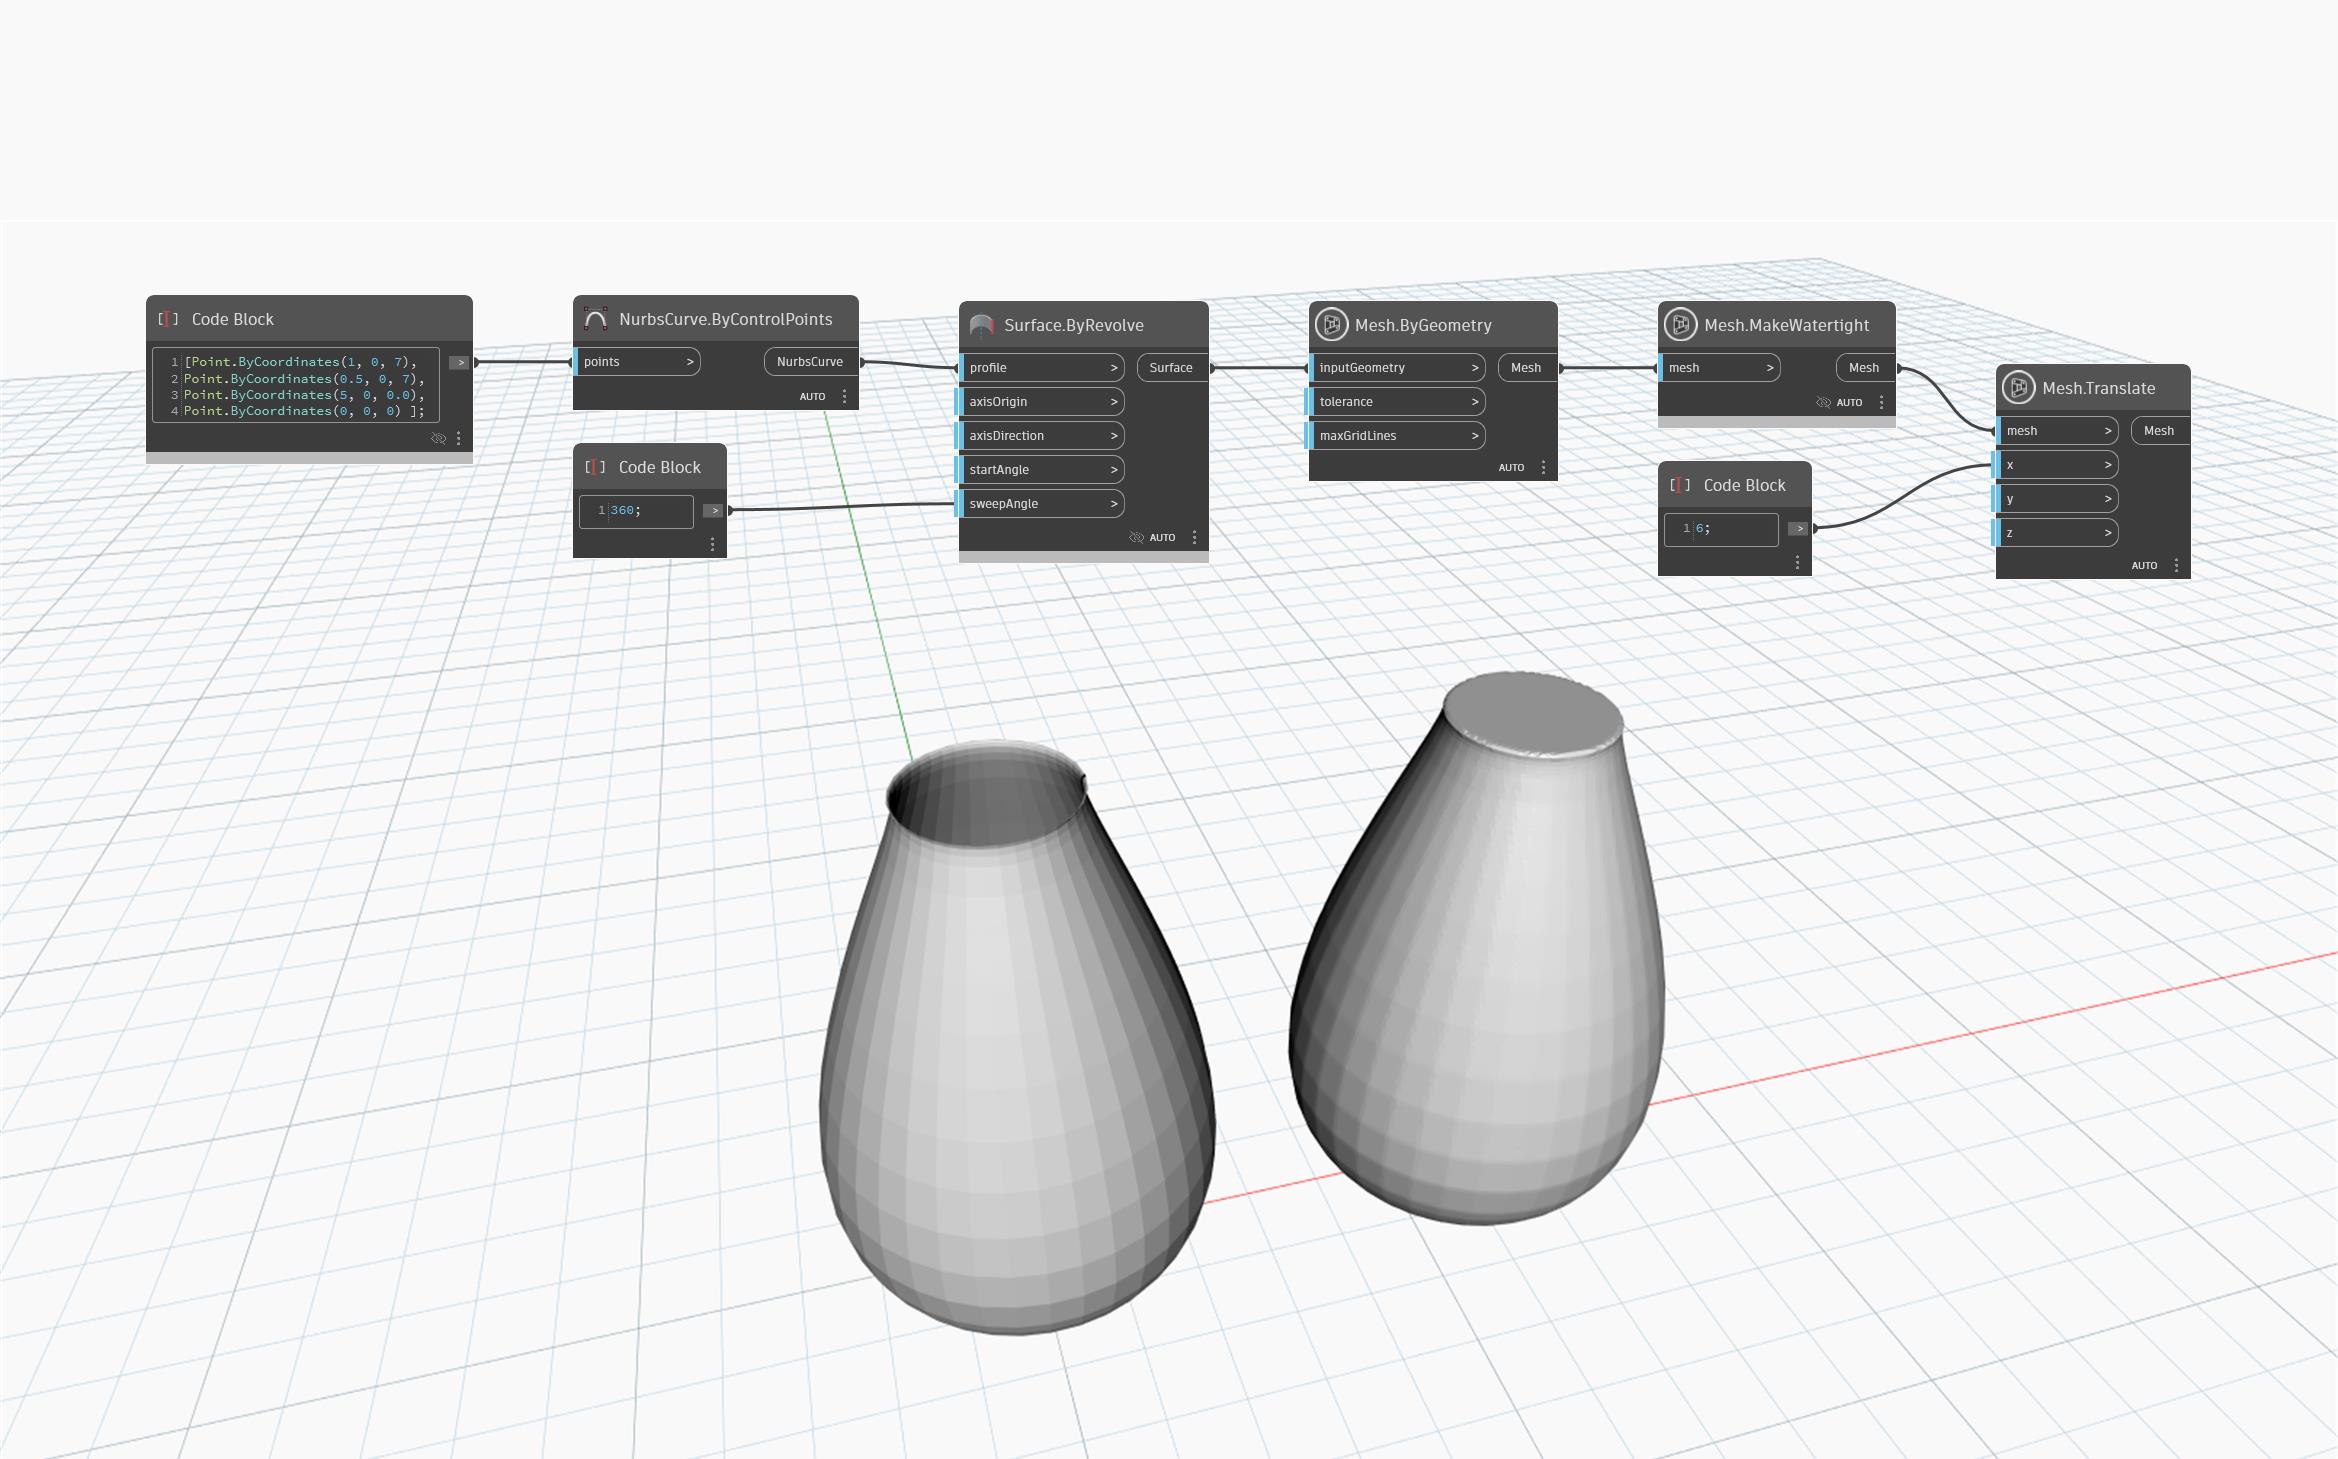 Code Block
1 [Point.ByCoordinates(1, 0, 7),
2 Point.ByCoordinates(0.5, 0, 7),
3 Point.ByCoordinates(5, 0, 0.0),
4 Point.ByCoordinates(0, 0, 0) ];
>
NurbsCurve.ByControlPoints
points >
NurbsCurve
AUTO
Code Block
1 360;
>
Surface.ByRevolve
profile >
Surface
axisOrigin >
axisDirection >
startAngle >
sweepAngle >
AUTO
Mesh.ByGeometry
inputGeometry >
Mesh
tolerance >
maxGridLines >
AUTO
Mesh.MakeWatertight
mesh >
Mesh
AUTO
Code Block
1 6;
>
Mesh.Translate
mesh >
Mesh
x >
y >
z >
AUTO